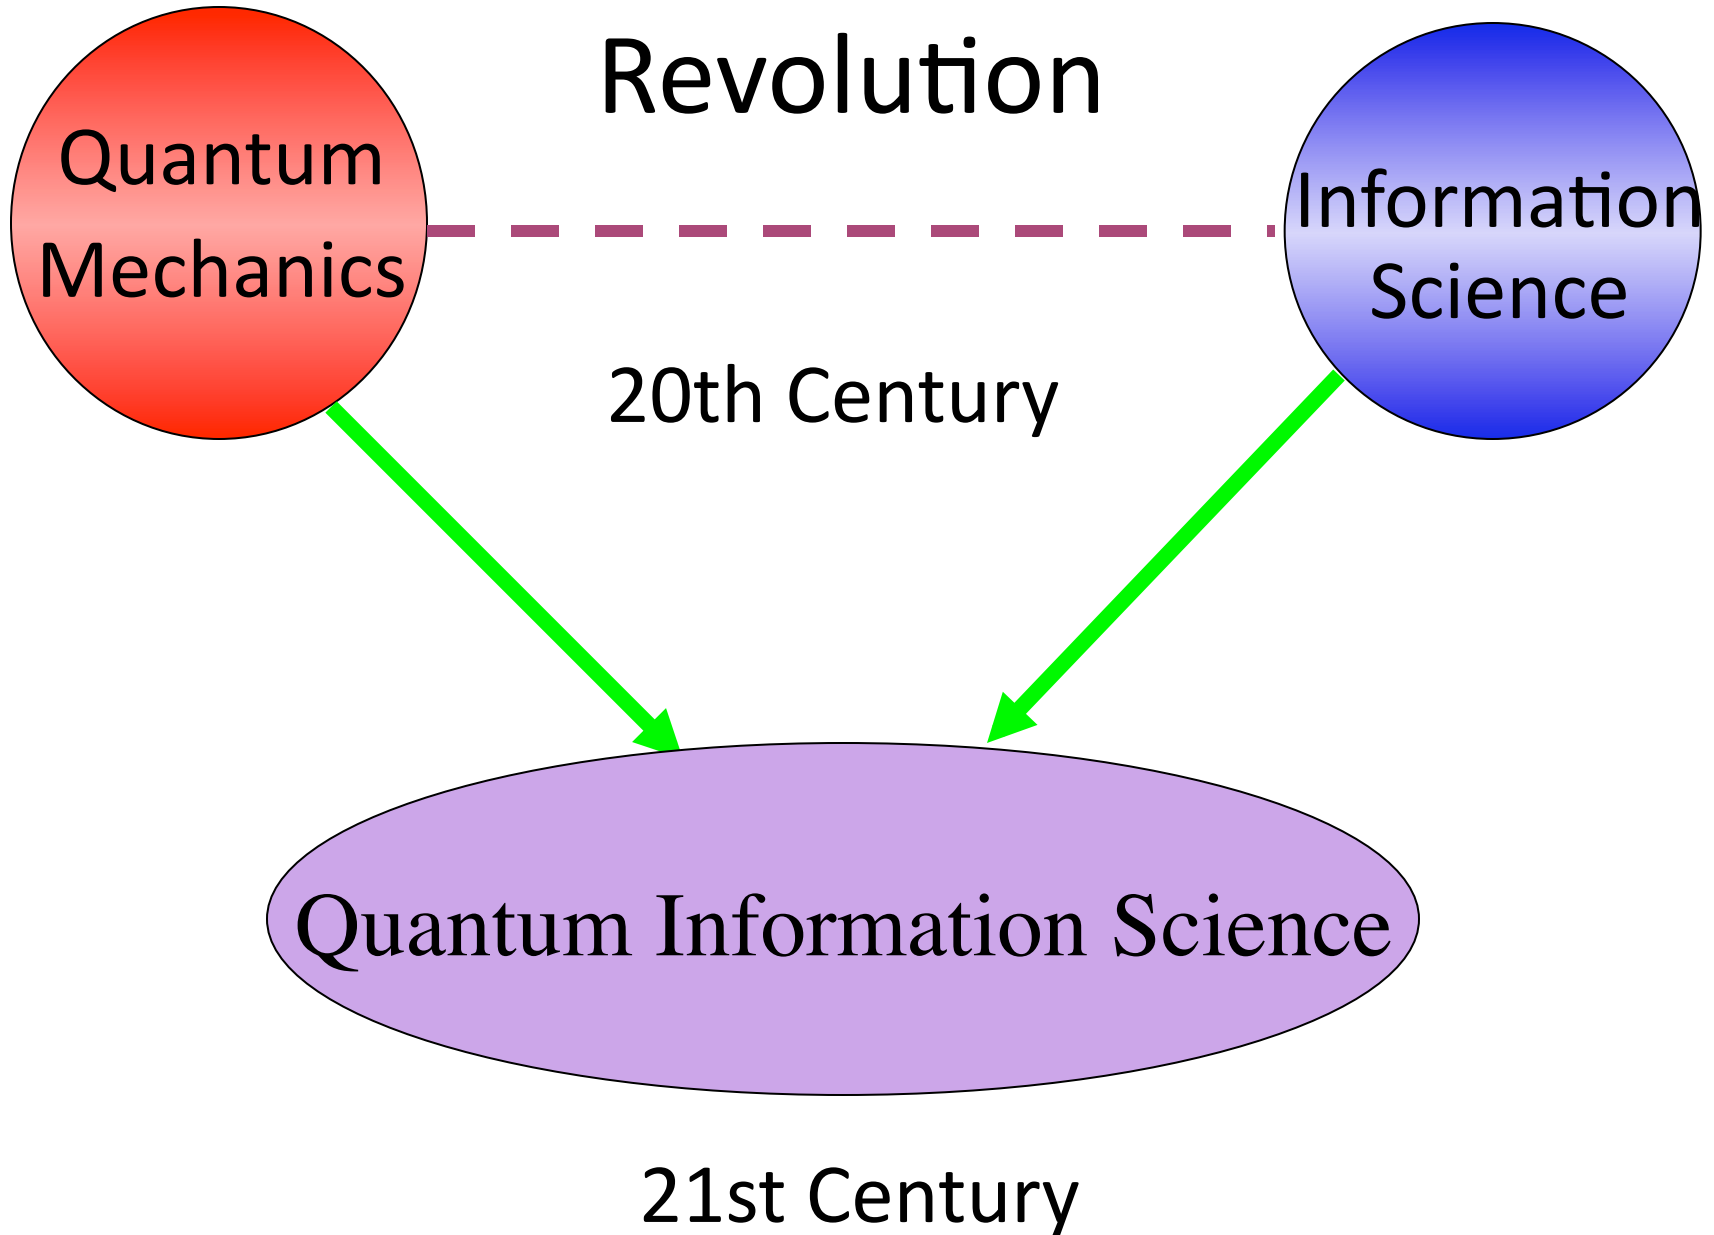 Revolution
Quantum
Mechanics
Information
Science
20th Century
Quantum Information Science
21st Century